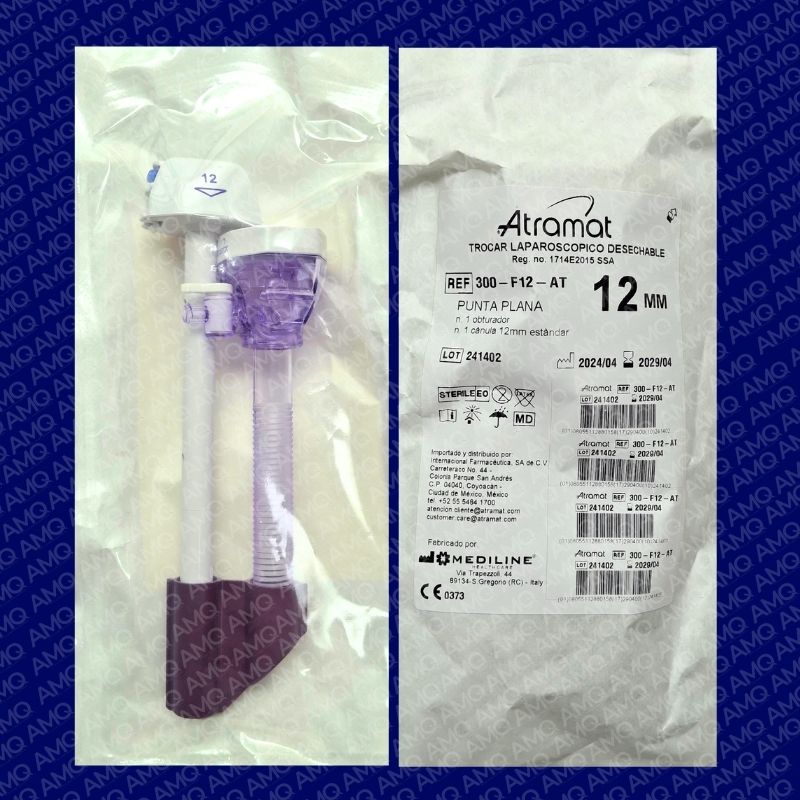 12
Atramat
TROCAR LAPAROSCOPICO DESECHABLE
Reg. no. 1714E2015 SSA
REF 300-F12-AT
12 MM
PUNTA PLANA
n. 1 obturador
n. 1 cánula 12mm estándar
LOT 241402
2024/04
2029/04
STERILE EO
MD
Atramat REF 300-F12-AT
LOT 241402 2029/04
Atramat REF 300-F12-AT
LOT 241402 2029/04
Atramat REF 300-F12-AT
LOT 241402 2029/04
Atramat REF 300-F12-AT
LOT 241402 2029/04
Importado y distribuido por:
Internacional Farmacéutica, SA de C.V.
Carreteraco No. 44 -
Colonia Parque San Andrés
C.P. 04040, Coyoacán -
Ciudad de México, México
tel. +52 55 5484 1700
atencion.cliente@atramat.com
customer.care@atramat.com
Fabricado por
MEDILINE®
HEALTHCARE
Via Trapezzoli, 44
89134-S.Gregorio (RC) - Italy
CE 0373
AMQ